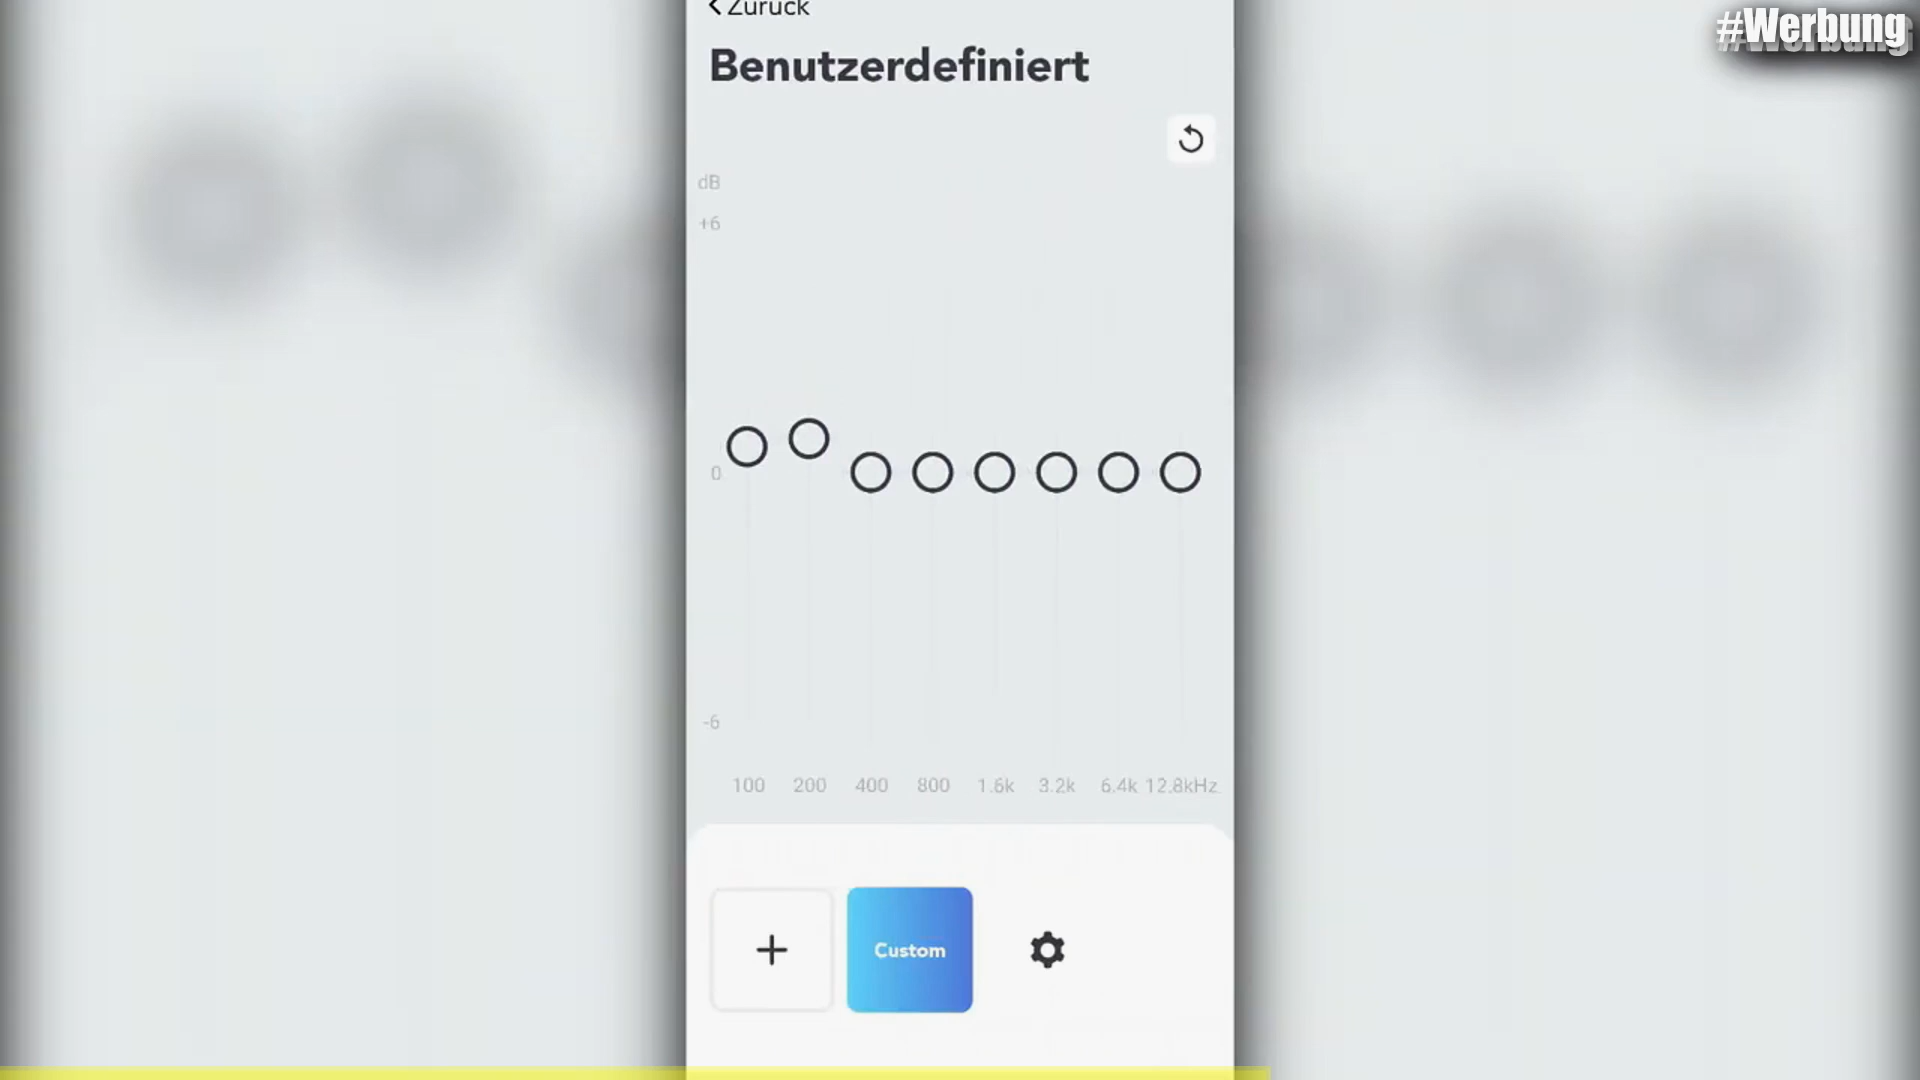 Zurück
#Werbung
Benutzerdefiniert
dB
+6
0
-6
100 200 400 800 1.6k 3.2k 6.4k 12.8kHz
Custom